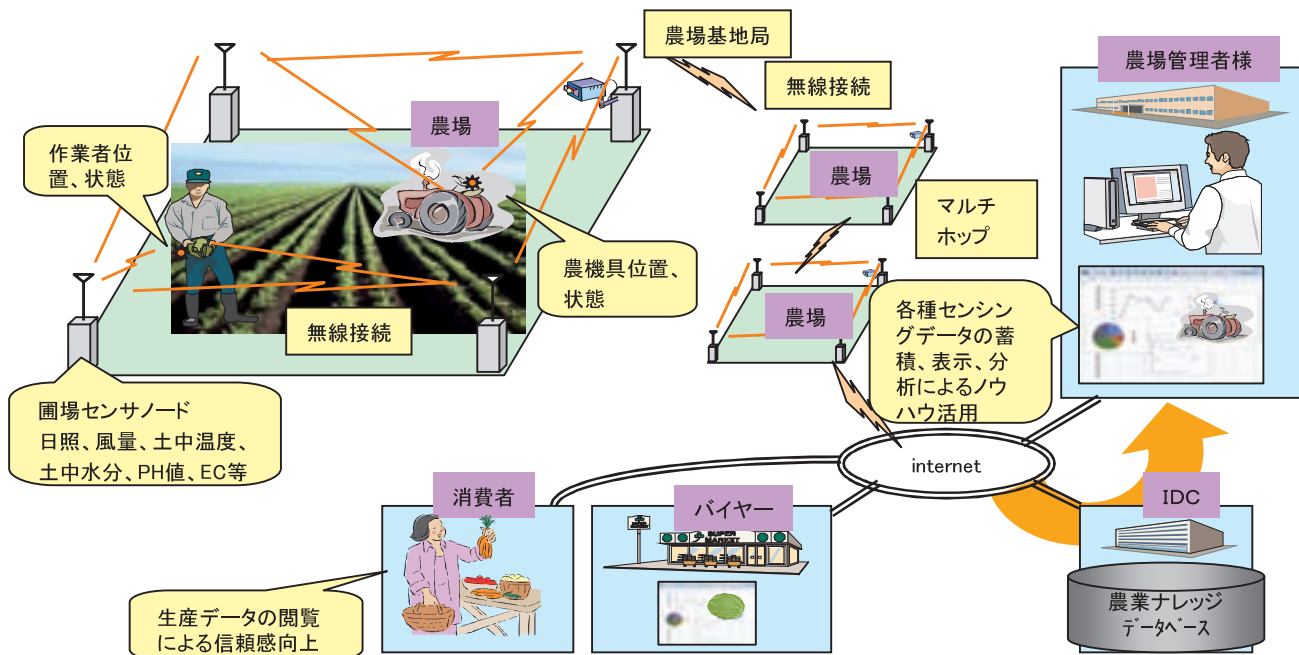 農場基地局
無線接続
農場管理者様
農場
作業者位
置、状態
農場
マルチ
ホップ
農機具位置、
状態
無線接続
農場
各種センシン
グデータの蓄
積、表示、分
析によるノウ
ハウ活用
圃場センサノード
日照、風量、土中温度、
土中水分、PH値、EC等
internet
消費者
バイヤー
IDC
SUPER
MARKET
農業ナレッジ
データベース
生産データの閲覧
による信頼感向上